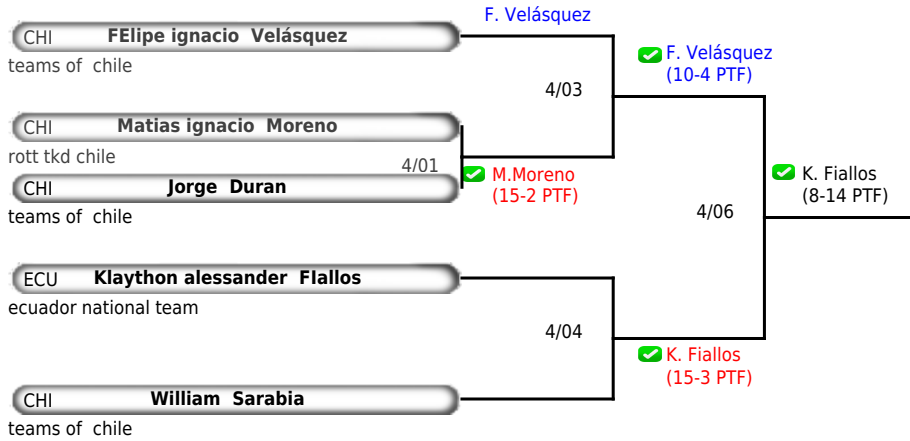 F. Velásquez
CHI FElipe ignacio Velásquez
teams of chile
F. Velásquez
(10-4 PTF)
4/03
CHI Matias ignacio Moreno
rott tkd chile
4/01
M.Moreno
(15-2 PTF)
CHI Jorge Duran
teams of chile
K. Fiallos
(8-14 PTF)
4/06
ECU Klaython alessander FIallos
ecuador national team
4/04
K. Fiallos
(15-3 PTF)
CHI William Sarabia
teams of chile